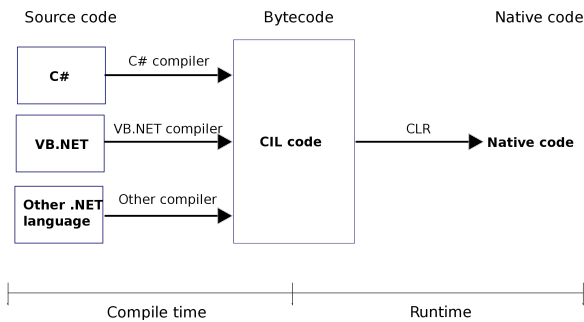 Source code
Bytecode
Native code
C#
C# compiler
VB.NET
VB.NET compiler
CIL code
CLR
Native code
Other .NET
language
Other compiler
Compile time
Runtime